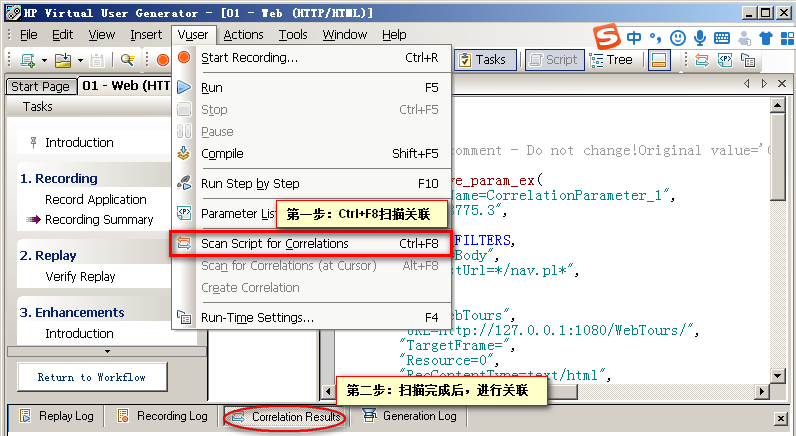 HP Virtual User Generator - [01 - Web (HTTP/HTML)]
File Edit View Insert Vuser Actions Tools Window Help
中
Tasks Script Tree
Start Page 01 - Web (HT
Tasks
Introduction
1. Recording
Record Application
Recording Summary
2. Replay
Verify Replay
3. Enhancements
Introduction
Return to Workflow
Start Recording... Ctrl+R
Run F5
Stop Ctrl+F5
Pause
Compile Shift+F5
Run Step by Step F10
Parameter List
第一步：Ctrl+F8扫描关联
Scan Script for Correlations Ctrl+F8
Scan for Correlations (at Cursor) Alt+F8
Create Correlation
Run-Time Settings... F4
omment - Do not change!Original value='
ve_param_ex(
ame=CorrelationParameter_1",
8775.3",
FILTERS,
Body",
stUrl=*/nav.pl*",
ebTours",
"URL=http://127.0.0.1:1080/WebTours/",
"TargetFrame=",
"Resource=0",
"RecContentType=text/html",
第二步：扫描完成后，进行关联
Replay Log Recording Log Correlation Results Generation Log